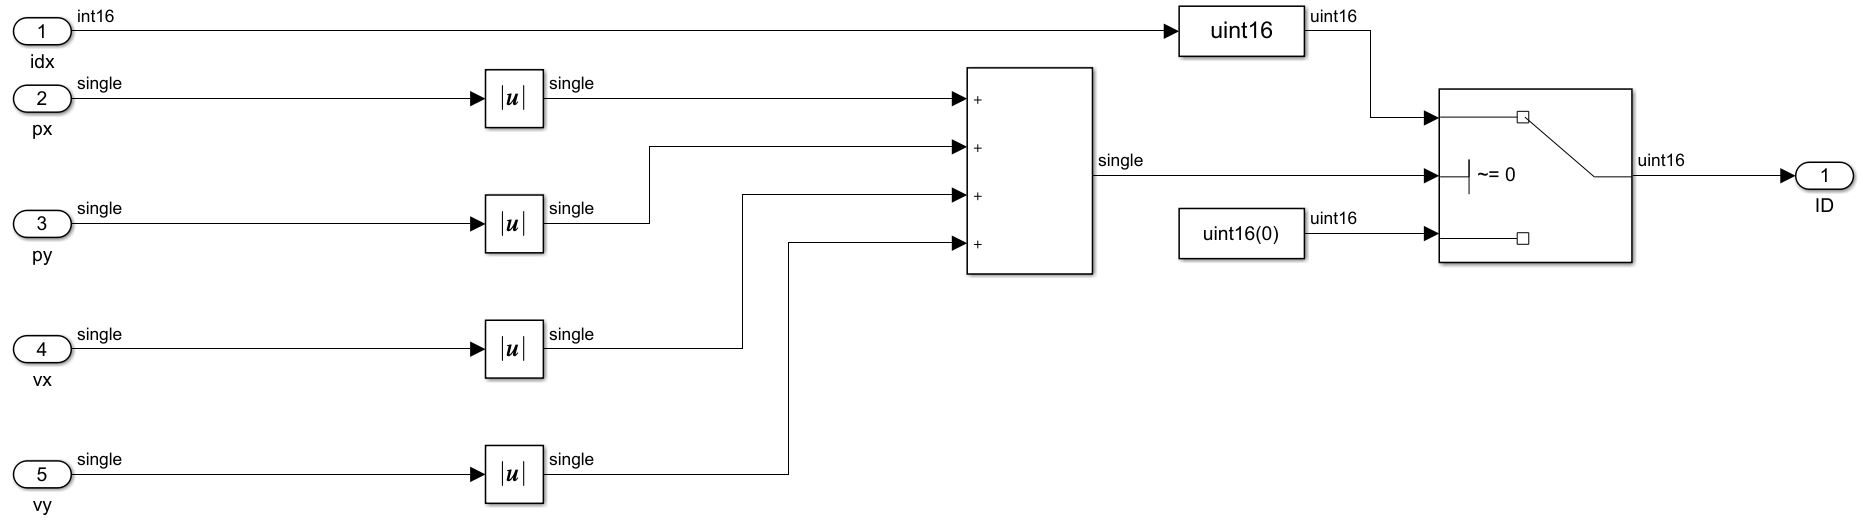 1
int16
idx
uint16
uint16
2
single
px
|u|
single
+
3
single
py
|u|
single
+
4
single
vx
|u|
single
+
5
single
vy
|u|
single
+
single
~= 0
uint16(0)
uint16
uint16
1
ID